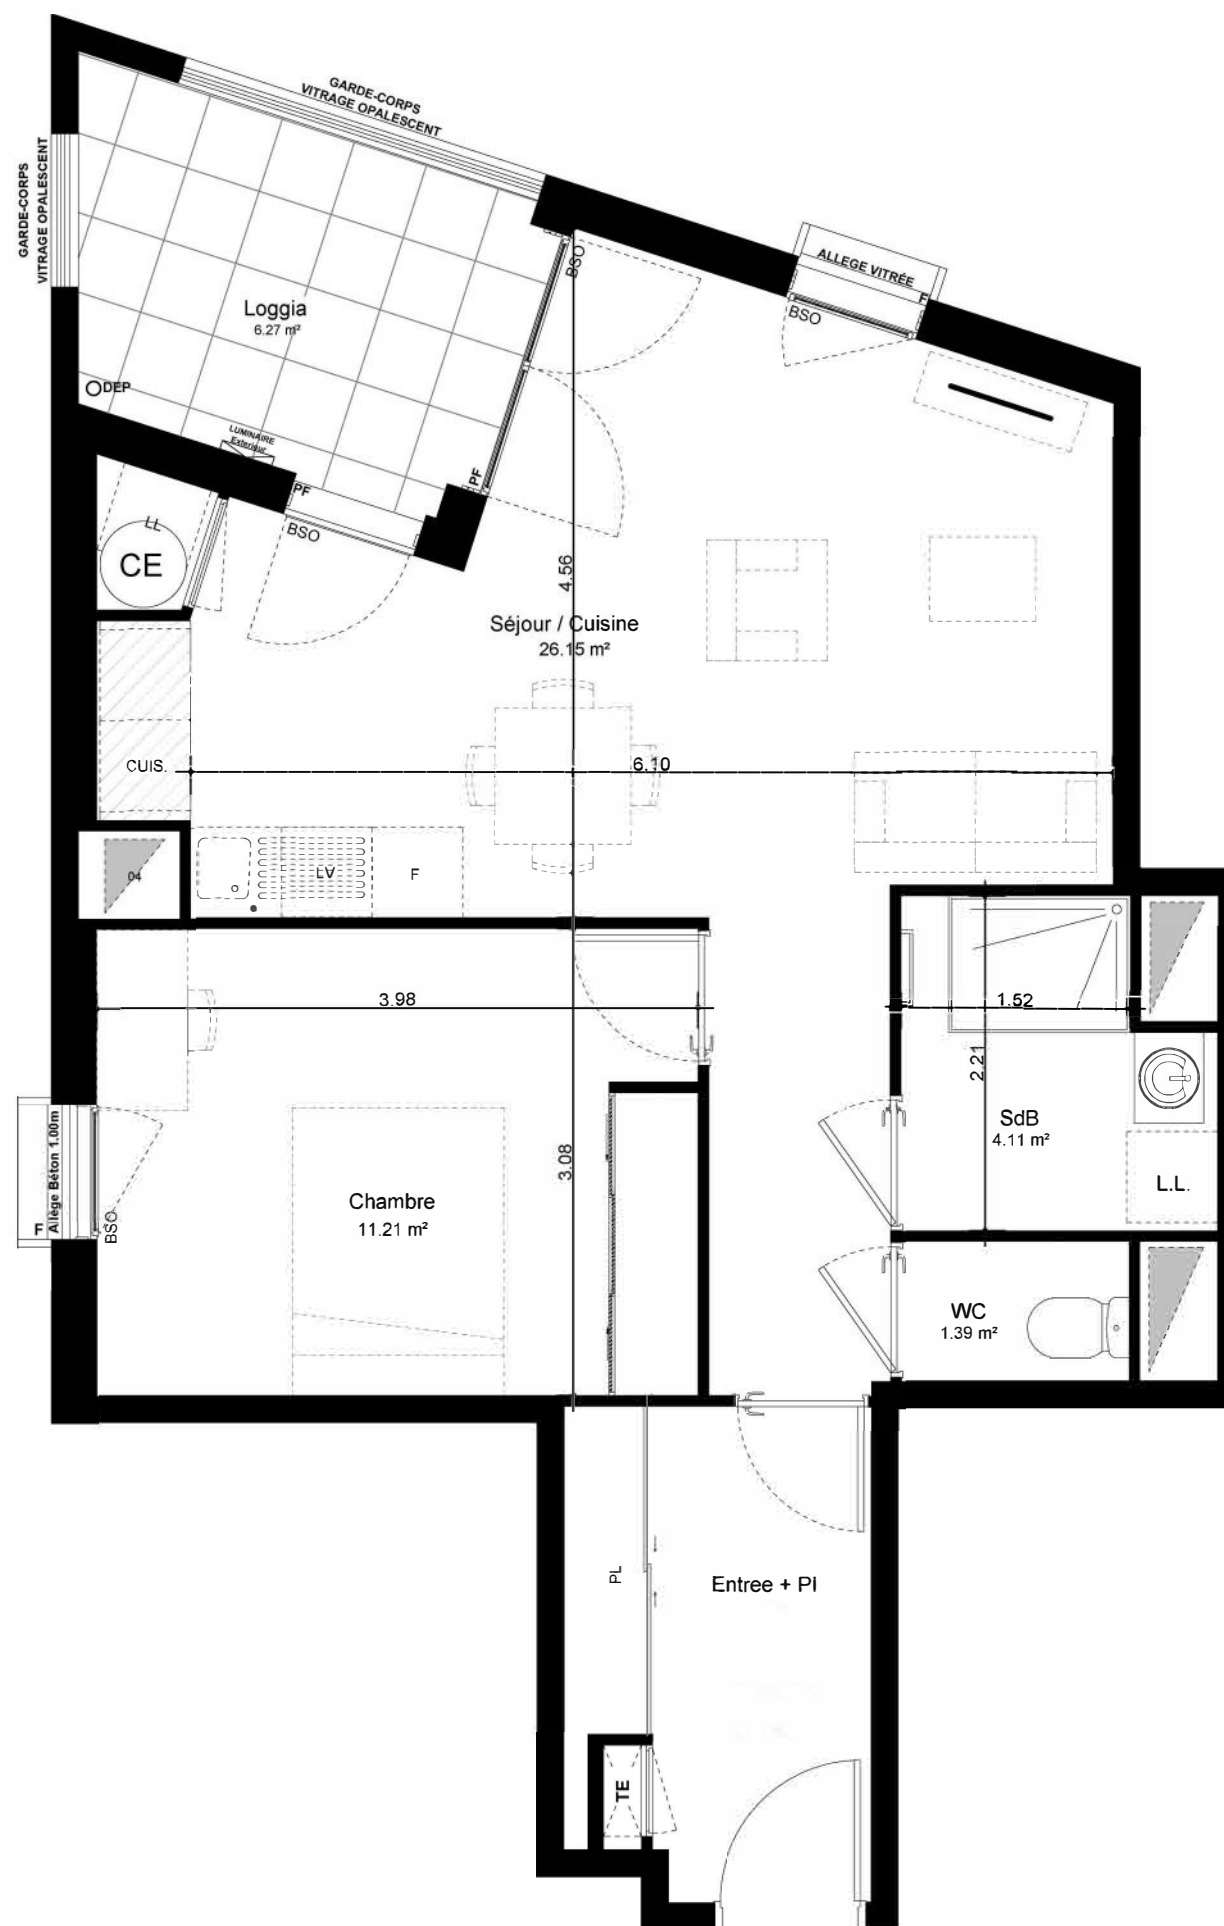 GARDE-CORPS
VITRAGE OPALESCENT
GARDE-CORPS
VITRAGE OPALESCENT
BSO
ALLEGE VITRÉE
F
BSO
Loggia
6.27 m²
DEP
LUMINAIRE
Exterieur
PF
PF
BSO
LL
CE
4.56
Séjour / Cuisine
26.15 m²
CUIS.
6.10
04
LV
F
3.98
1.52
2.21
SdB
4.11 m²
Allège Béton 1.00m
F
BSO
3.08
Chambre
11.21 m²
L.L.
WC
1.39 m²
PL
Entree + Pl
TE